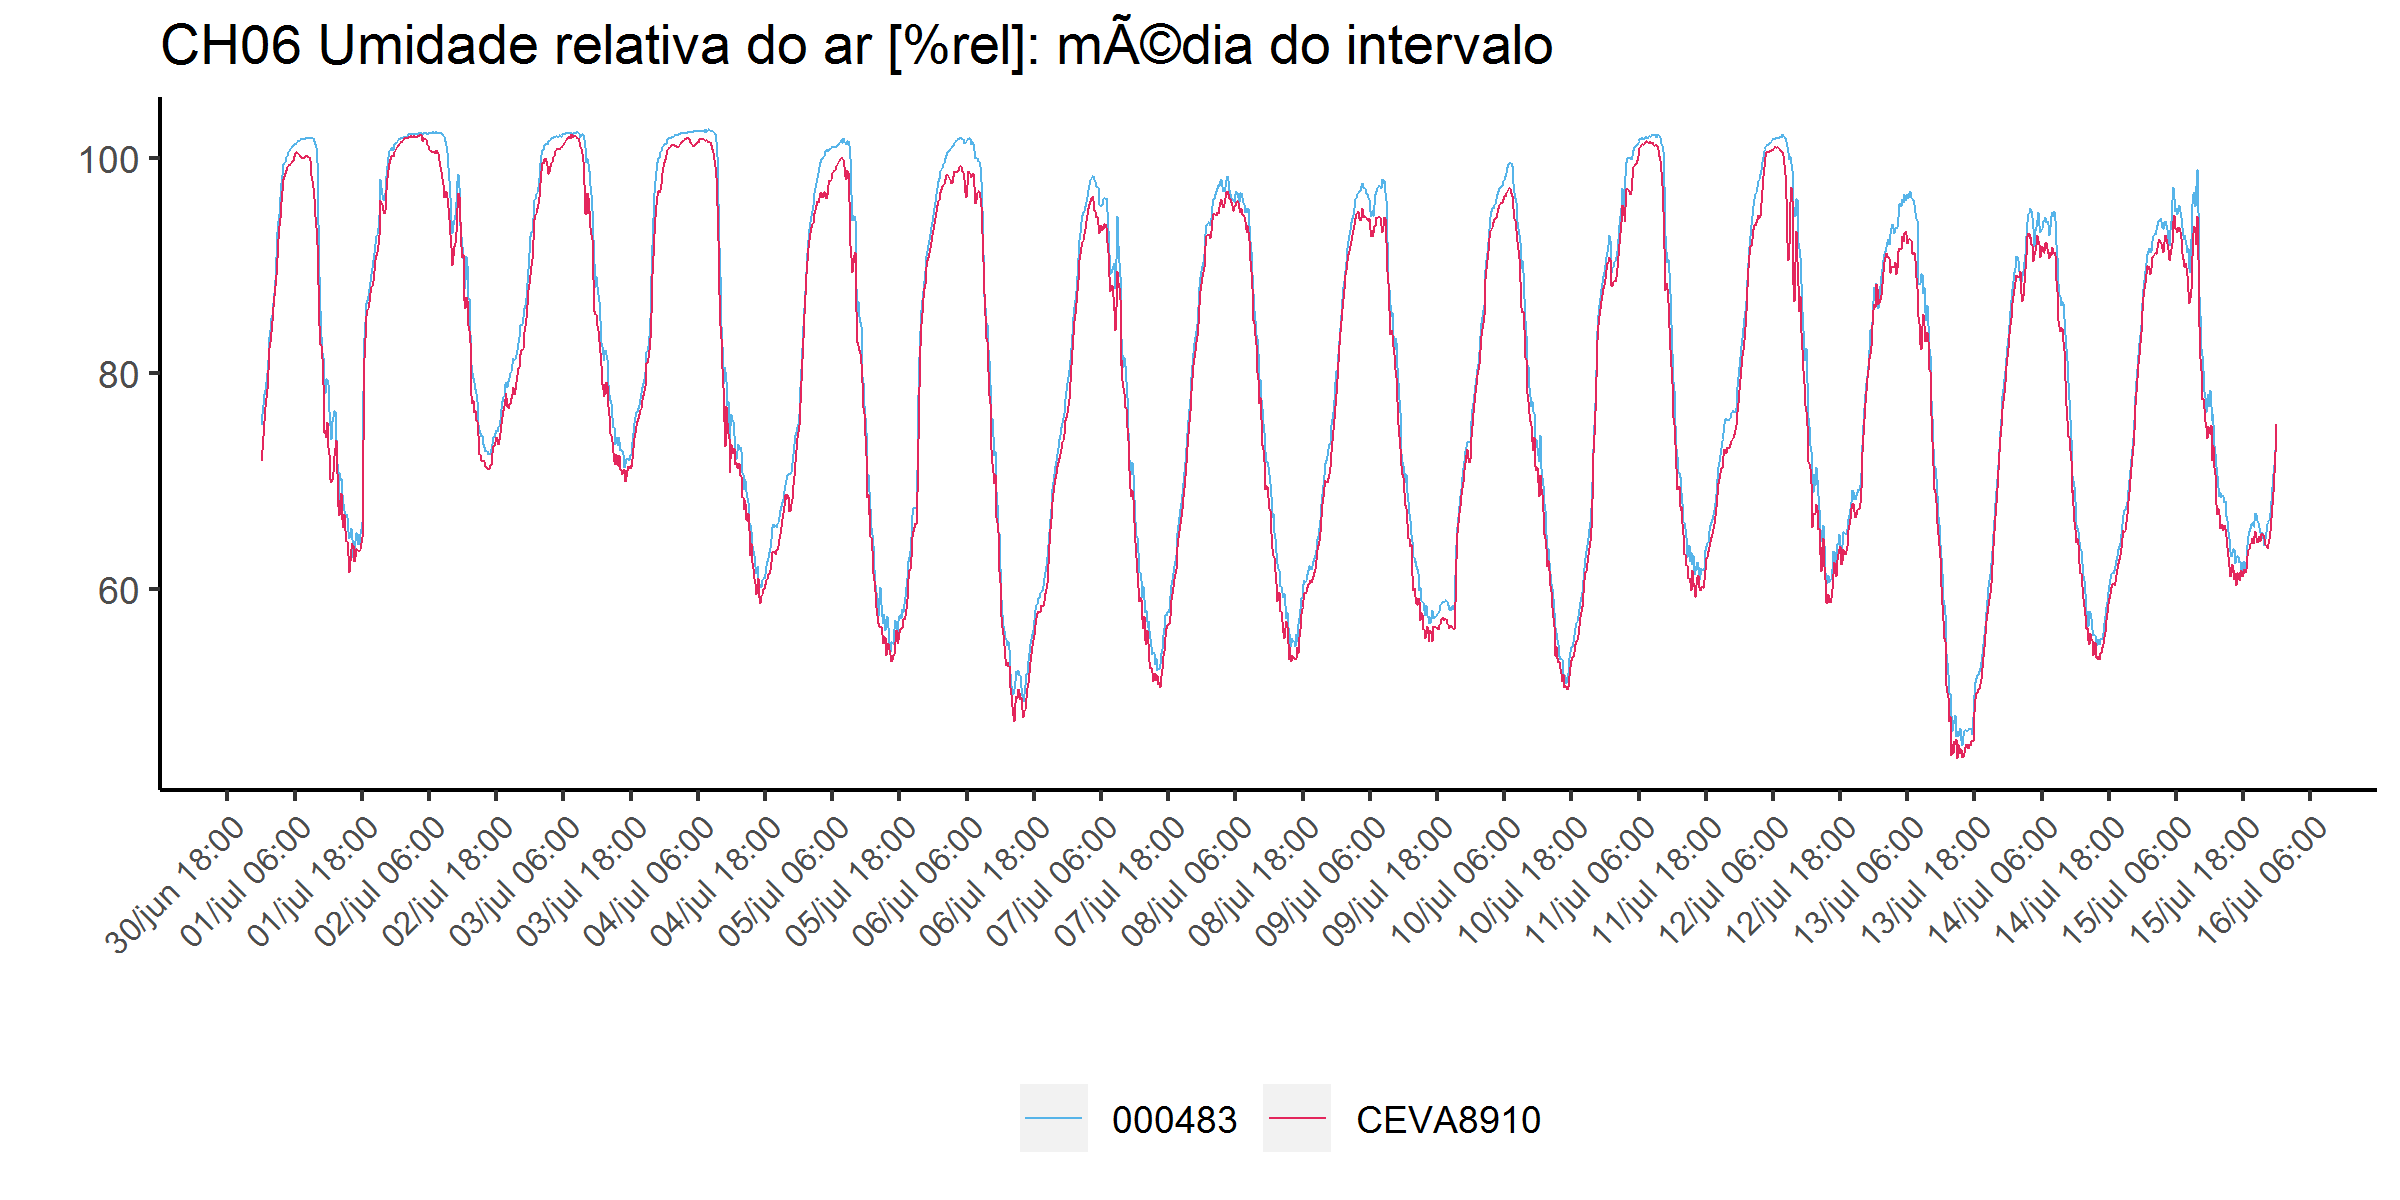 CH06 Umidade relativa do ar [%rel]: mÃ©dia do intervalo
100
80
60
30/jun 18:00
01/jul 06:00
01/jul 18:00
02/jul 06:00
02/jul 18:00
03/jul 06:00
03/jul 18:00
04/jul 06:00
04/jul 18:00
05/jul 06:00
05/jul 18:00
06/jul 06:00
06/jul 18:00
07/jul 06:00
07/jul 18:00
08/jul 06:00
08/jul 18:00
09/jul 06:00
09/jul 18:00
10/jul 06:00
10/jul 18:00
11/jul 06:00
11/jul 18:00
12/jul 06:00
12/jul 18:00
13/jul 06:00
13/jul 18:00
14/jul 06:00
14/jul 18:00
15/jul 06:00
15/jul 18:00
16/jul 06:00
000483
CEVA8910